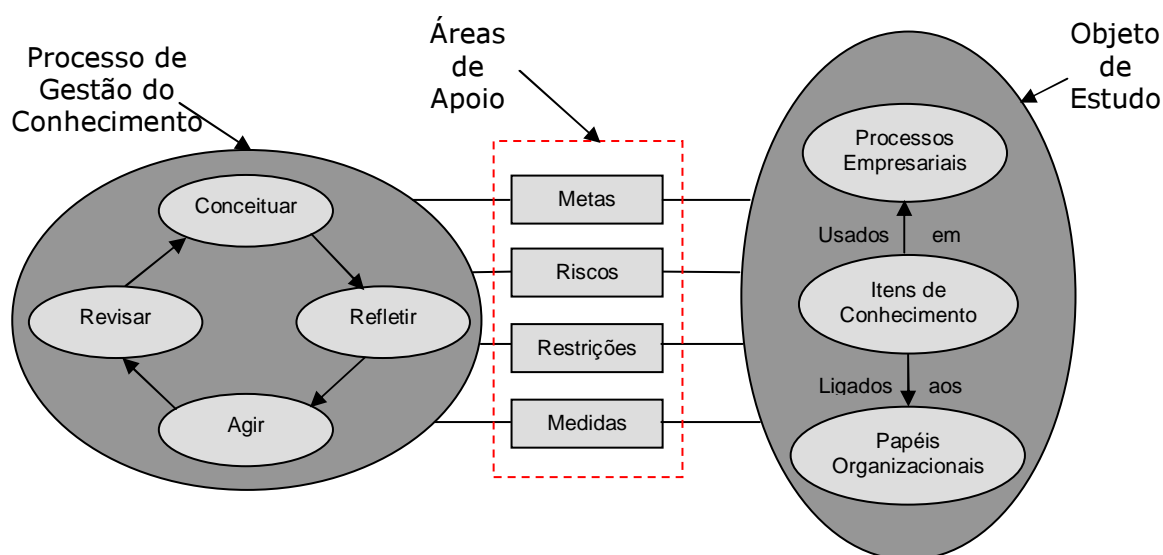 Processo de
Gestão do
Conhecimento
Áreas
de
Apoio
Objeto
de
Estudo
Conceituar
Refletir
Agir
Revisar
Metas
Riscos
Restrições
Medidas
Processos
Empresariais
Usados em
Itens de
Conhecimento
Ligados aos
Papéis
Organizacionais